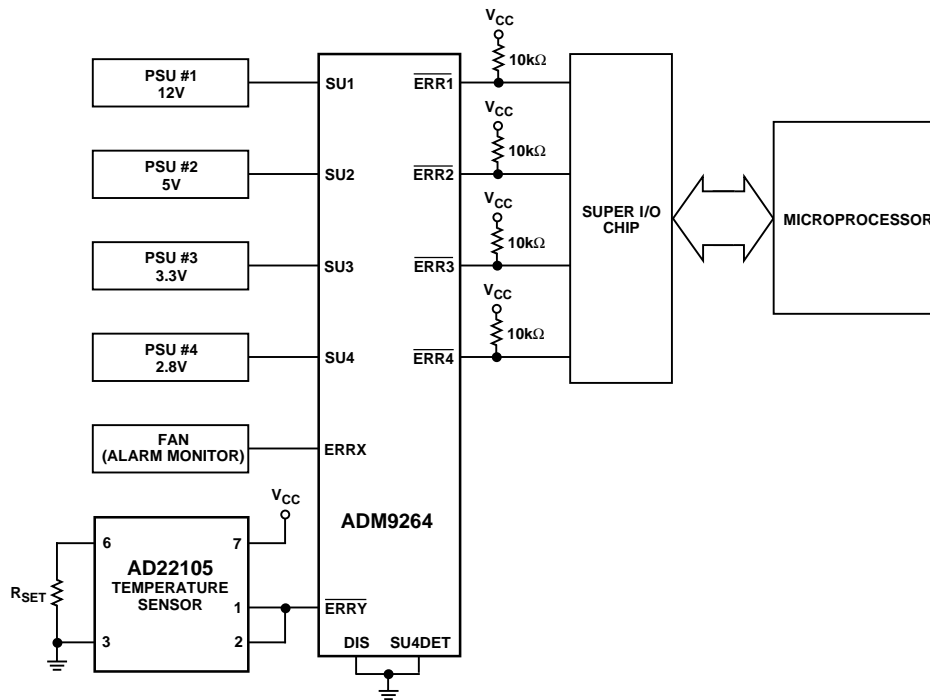 PSU #1
12V
PSU #2
5V
PSU #3
3.3V
PSU #4
2.8V
FAN
(ALARM MONITOR)
6
7
VCC
AD22105
TEMPERATURE
SENSOR
1
2
3
RSET
SU1
SU2
SU3
SU4
ERRX
ADM9264
ERRY
DIS
SU4DET
ERR1
ERR2
ERR3
ERR4
VCC
10kΩ
VCC
10kΩ
VCC
10kΩ
VCC
10kΩ
SUPER I/O
CHIP
MICROPROCESSOR